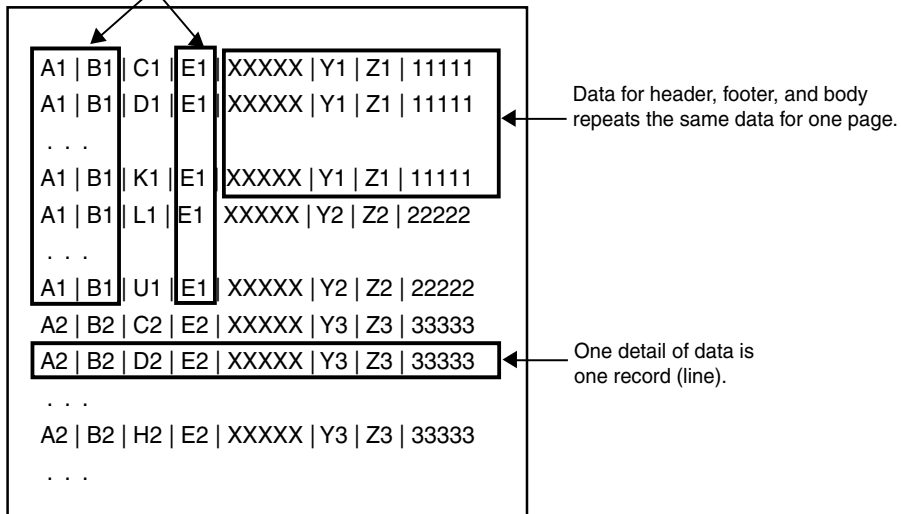 A1 | B1 | C1 | E1 | XXXXX | Y1 | Z1 | 11111
A1 | B1 | D1 | E1 | XXXXX | Y1 | Z1 | 11111
. . .
A1 | B1 | K1 | E1 | XXXXX | Y1 | Z1 | 11111
A1 | B1 | L1 | E1 XXXXX | Y2 | Z2 | 22222
. . .
A1 | B1 | U1 | E1 | XXXXX | Y2 | Z2 | 22222
A2 | B2 | C2 | E2 | XXXXX | Y3 | Z3 | 33333
A2 | B2 | D2 | E2 | XXXXX | Y3 | Z3 | 33333
. . .
A2 | B2 | H2 | E2 | XXXXX | Y3 | Z3 | 33333
. . .
Data for header, footer, and body
repeats the same data for one page.
One detail of data is
one record (line).